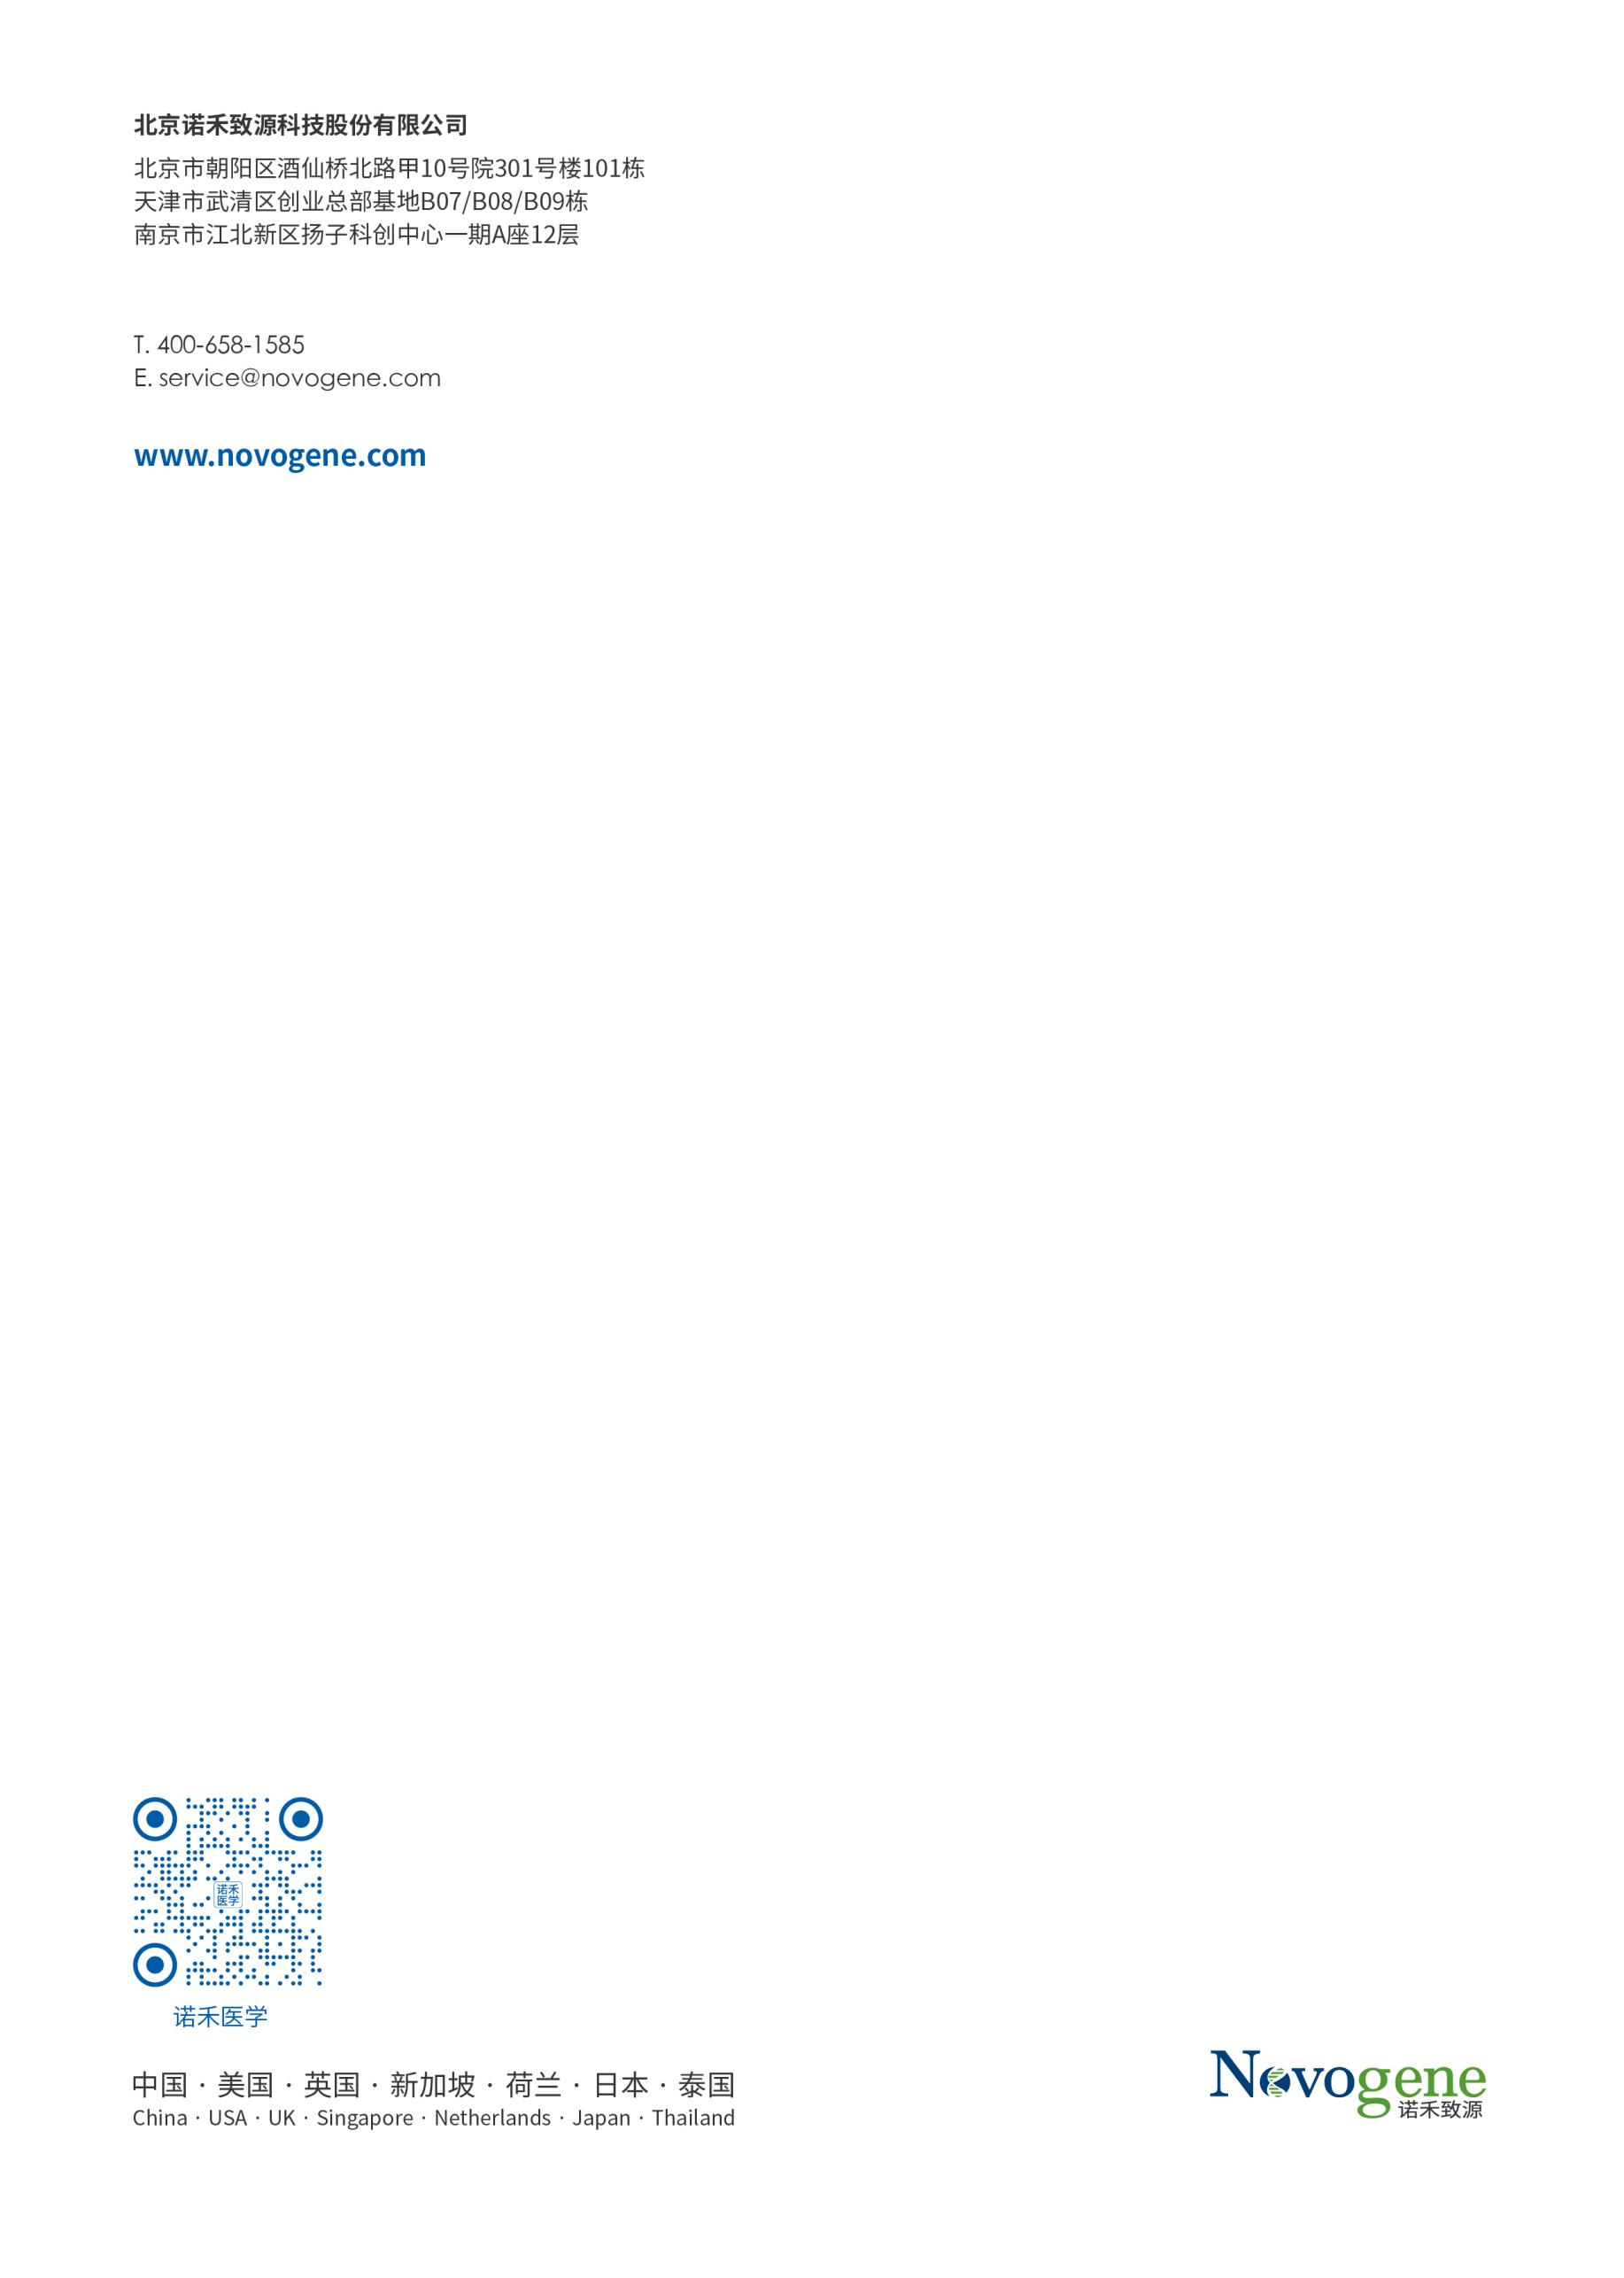 北京诺禾致源科技股份有限公司
北京市朝阳区酒仙桥北路甲10号院301号楼101栋
天津市武清区创业总部基地B07/B08/B09栋
南京市江北新区扬子科创中心一期A座12层
T. 400-658-1585
E. service@novogene.com
www.novogene.com
诺禾
医学
诺禾医学
中国 · 美国 · 英国 · 新加坡 · 荷兰 · 日本 · 泰国
China · USA · UK · Singapore · Netherlands · Japan · Thailand
Novogene
诺禾致源